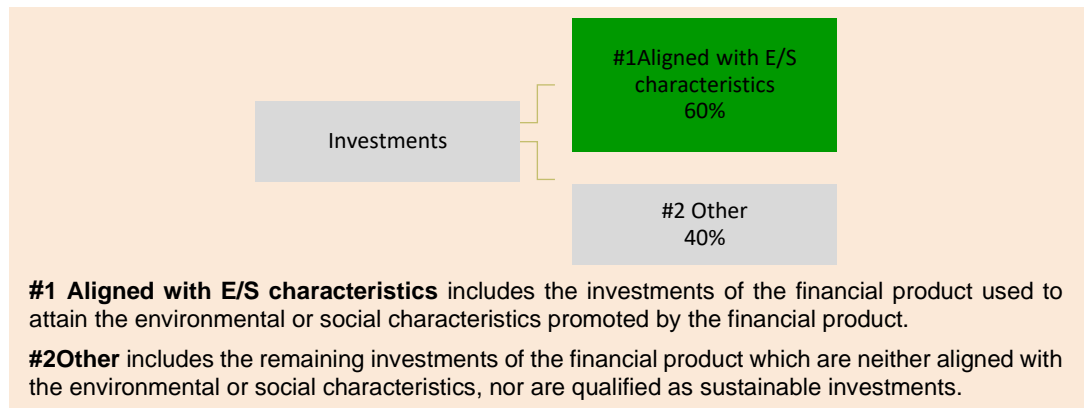 #1Aligned with E/S
characteristics
60%
Investments
#2 Other
40%
#1 Aligned with E/S characteristics includes the investments of the financial product used to
attain the environmental or social characteristics promoted by the financial product.
#2Other includes the remaining investments of the financial product which are neither aligned with
the environmental or social characteristics, nor are qualified as sustainable investments.